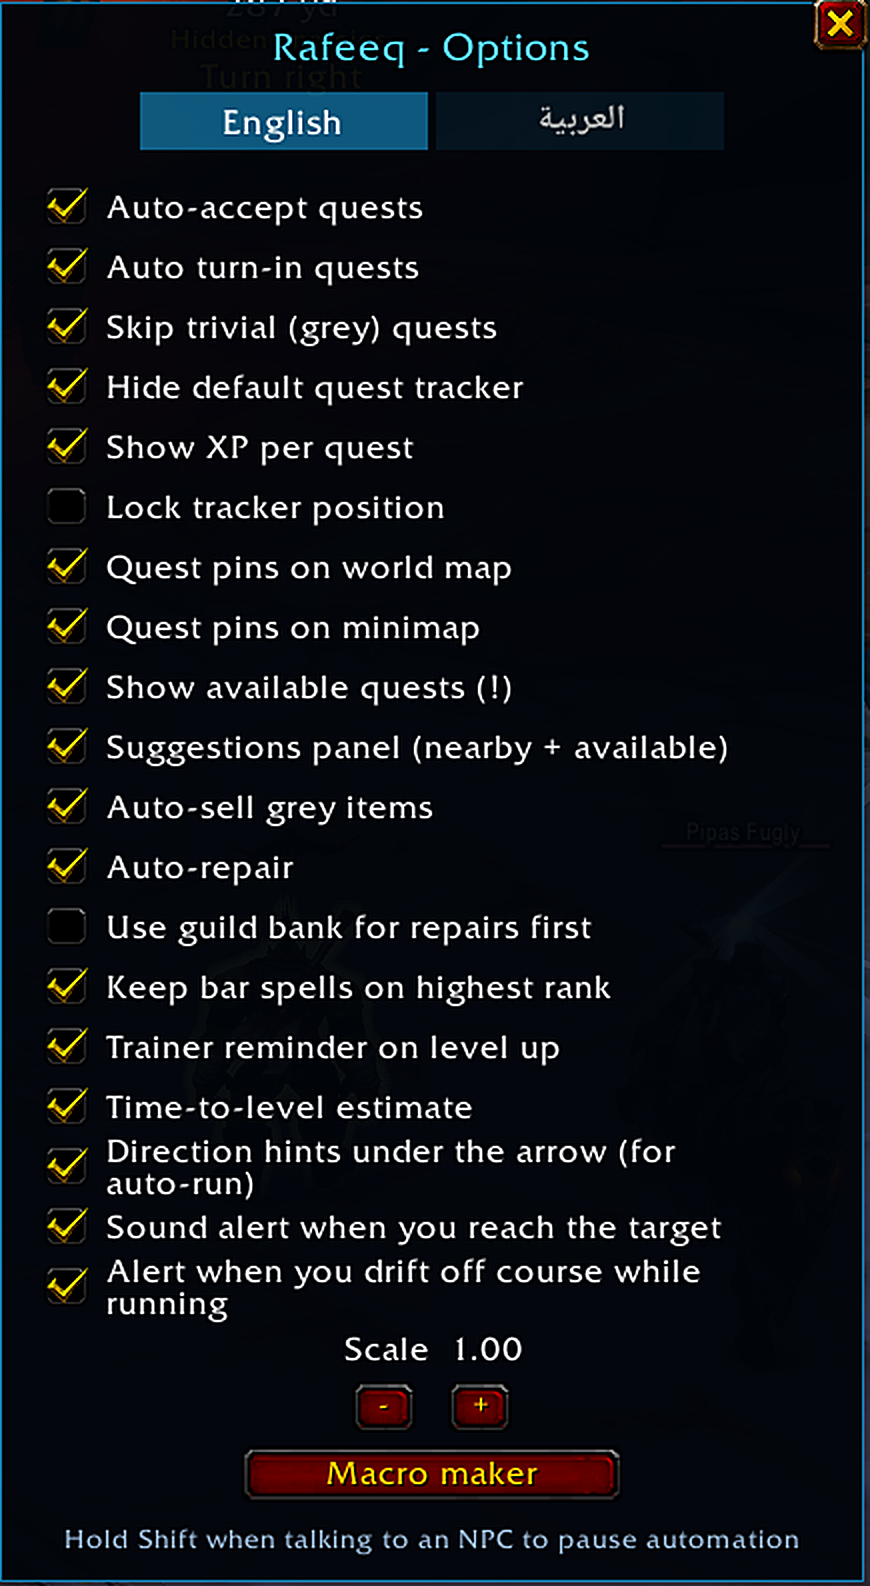 Rafeeq - Options
Turn right
English
العربية
Auto-accept quests
Auto turn-in quests
Skip trivial (grey) quests
Hide default quest tracker
Show XP per quest
Lock tracker position
Quest pins on world map
Quest pins on minimap
Show available quests (!)
Suggestions panel (nearby + available)
Auto-sell grey items
Pipas Fugly
Auto-repair
Use guild bank for repairs first
Keep bar spells on highest rank
Trainer reminder on level up
Time-to-level estimate
Direction hints under the arrow (for
auto-run)
Sound alert when you reach the target
Alert when you drift off course while
running
Scale 1.00
- +
Macro maker
Hold Shift when talking to an NPC to pause automation